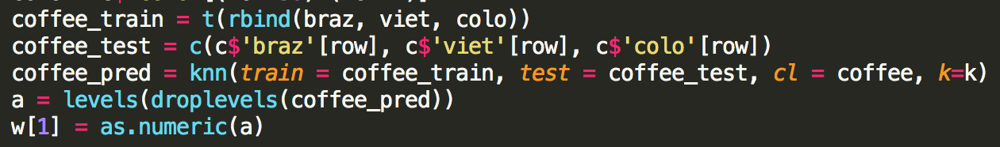 coffee_train = t(rbind(braz, viet, colo))
coffee_test = c(c$'braz'[row], c$'viet'[row], c$'colo'[row])
coffee_pred = knn(train = coffee_train, test = coffee_test, cl = coffee, k=k)
a = levels(droplevels(coffee_pred))
w[1] = as.numeric(a)